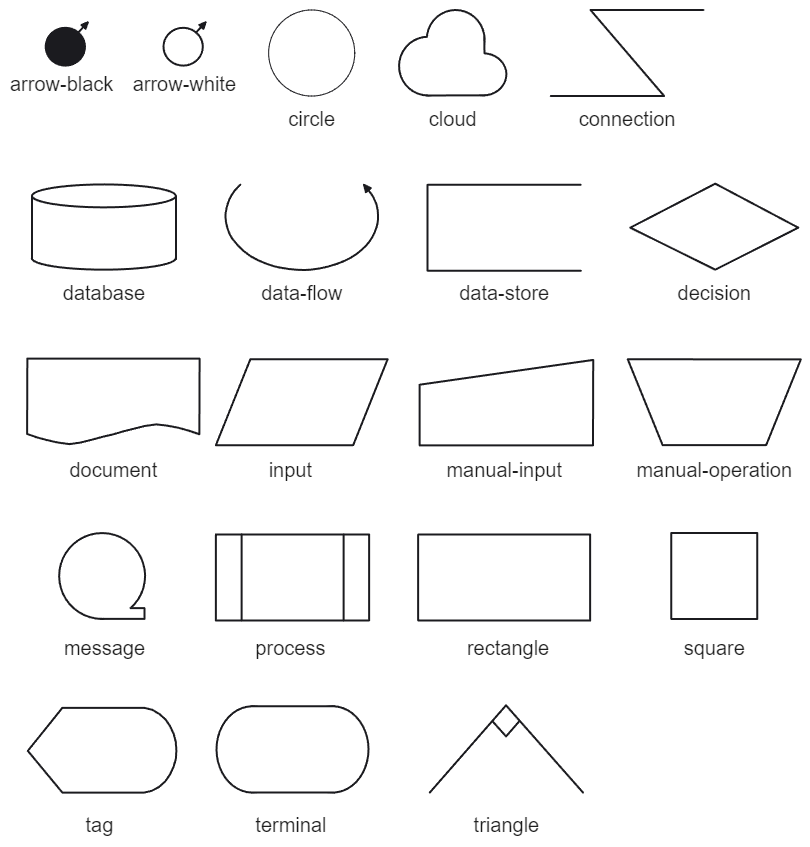 arrow-black
arrow-white
circle
cloud
connection
database
data-flow
data-store
decision
document
input
manual-input
manual-operation
message
process
rectangle
square
tag
terminal
triangle